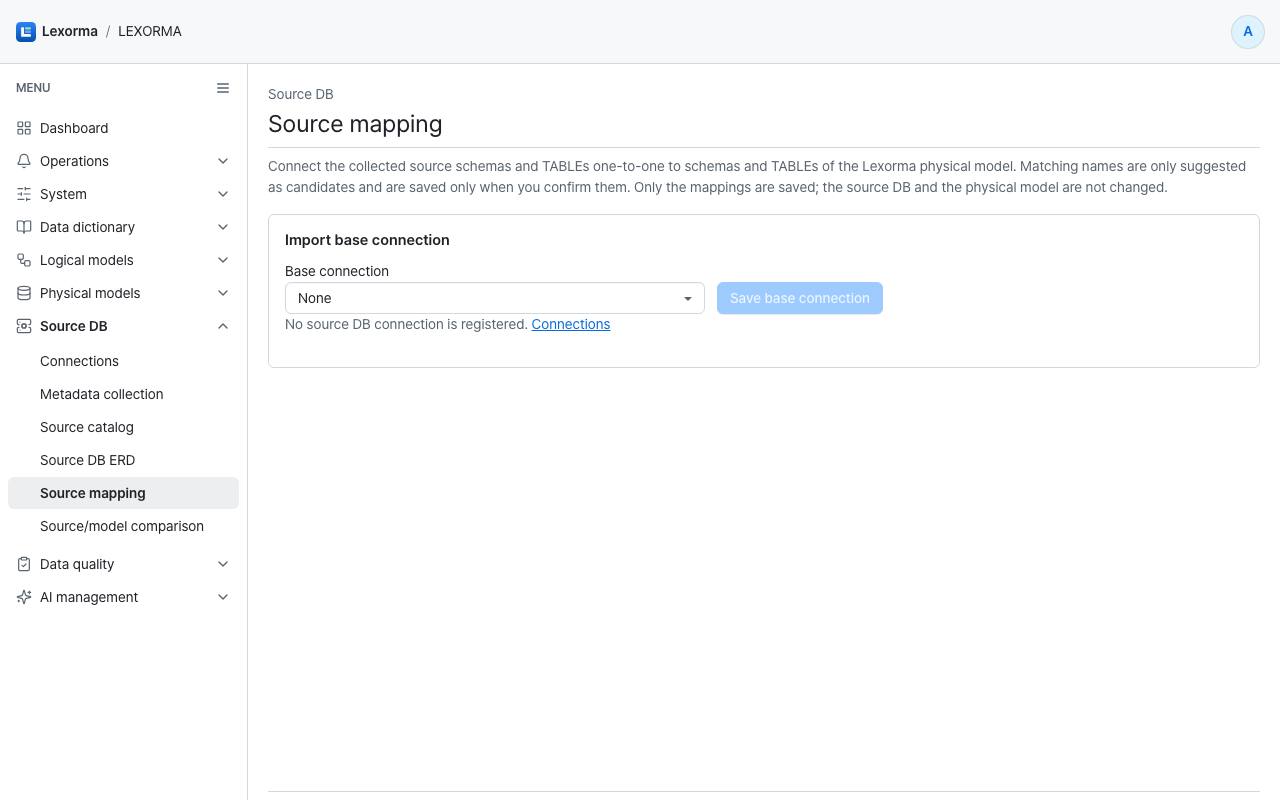 Lexorma / LEXORMA
A
MENU
Dashboard
Operations
System
Data dictionary
Logical models
Physical models
Source DB
Connections
Metadata collection
Source catalog
Source DB ERD
Source mapping
Source/model comparison
Data quality
AI management
Source DB
Source mapping
Connect the collected source schemas and TABLEs one-to-one to schemas and TABLEs of the Lexorma physical model. Matching names are only suggested
as candidates and are saved only when you confirm them. Only the mappings are saved; the source DB and the physical model are not changed.
Import base connection
Base connection
None
Save base connection
No source DB connection is registered. Connections